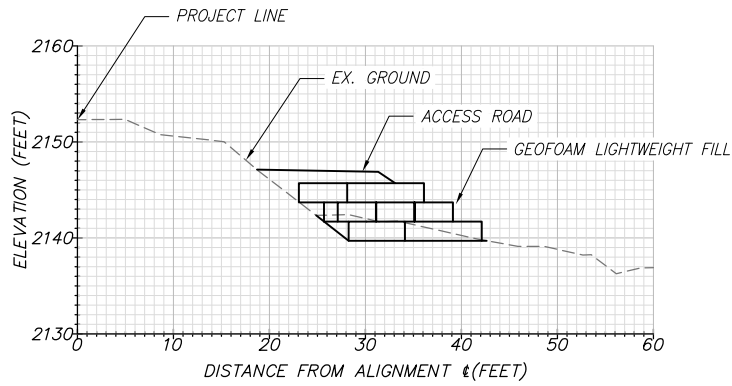 PROJECT LINE
2160
EX. GROUND
ACCESS ROAD
2150
GEOFOAM LIGHTWEIGHT FILL
ELEVATION (FEET)
2140
2130
0 10 20 30 40 50 60
DISTANCE FROM ALIGNMENT ℄ (FEET)